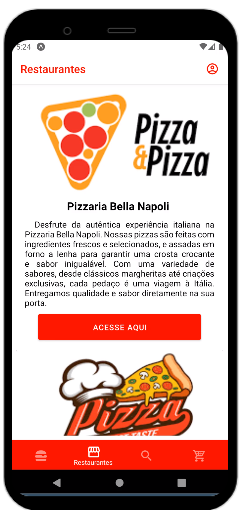 5:24
Restaurantes
Pizza
&Pizza
Pizzaria Bella Napoli
Desfrute da autêntica experiência italiana na
Pizzaria Bella Napoli. Nossas pizzas são feitas com
ingredientes frescos e selecionados, e assadas em
forno a lenha para garantir uma crosta crocante
e sabor inigualável. Com uma variedade de
sabores, desde clássicos margheritas até criações
exclusivas, cada pedaço é uma viagem à Itália.
Entregamos qualidade e sabor diretamente na sua
porta.
ACESSE AQUI
Pizza
TASTE
Restaurantes